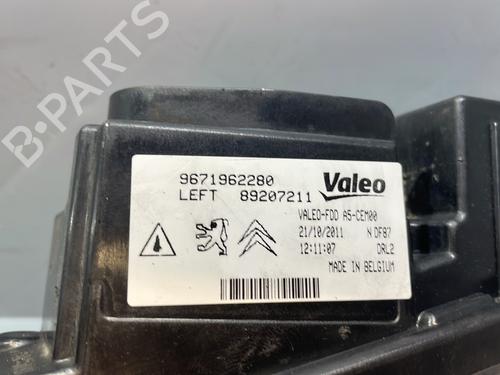 B-PARTS
9671962280
Valeo
LEFT 89207211
VALEO-FDD A5-CEM00
21/10/2011 N DF87
12:11:07 DRL2
MADE IN BELGIUM